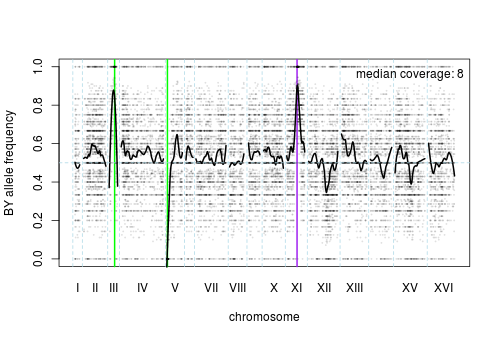 median coverage: 8
BY allele frequency
0.0 0.2 0.4 0.6 0.8 1.0
I II III IV V VII VIII X XI XII XIII XV XVI
chromosome